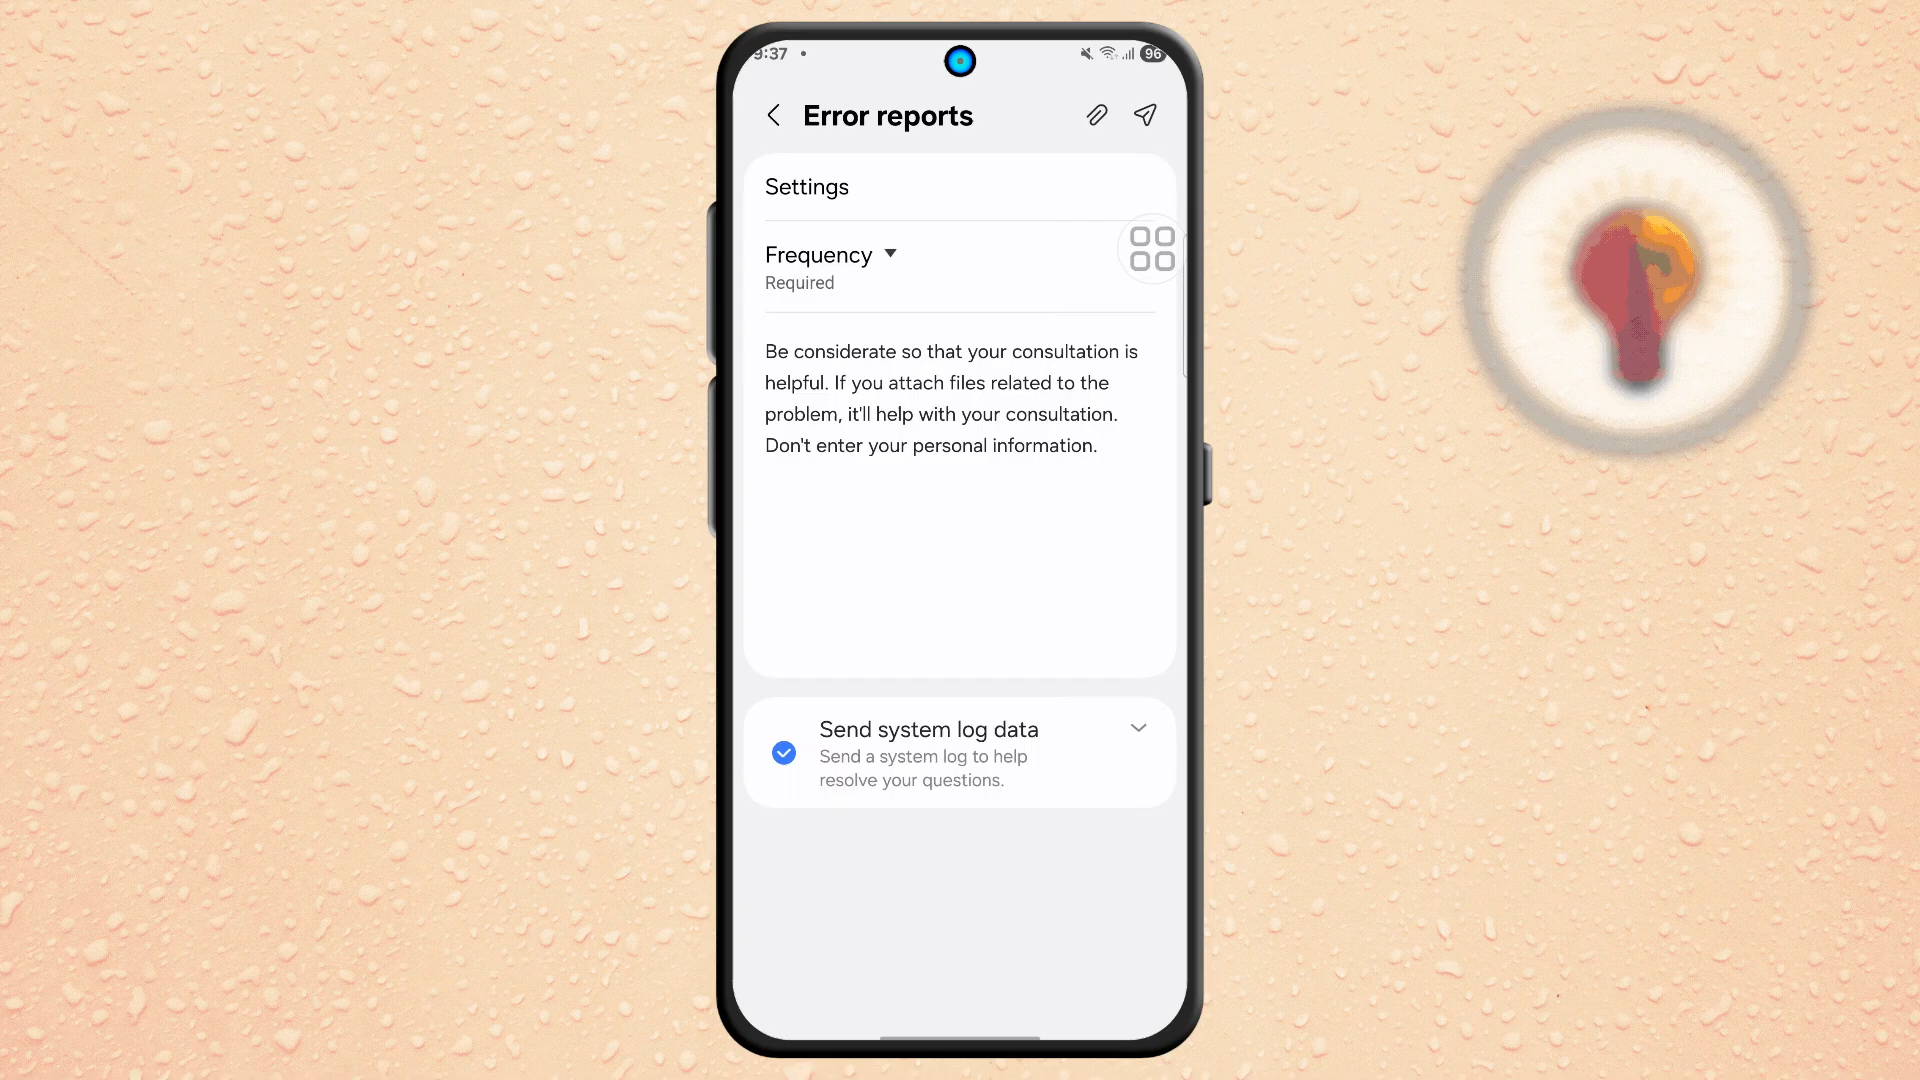 9:37
96
Error reports
Settings
Frequency
Required
Be considerate so that your consultation is
helpful. If you attach files related to the
problem, it'll help with your consultation.
Don't enter your personal information.
Send system log data
Send a system log to help
resolve your questions.